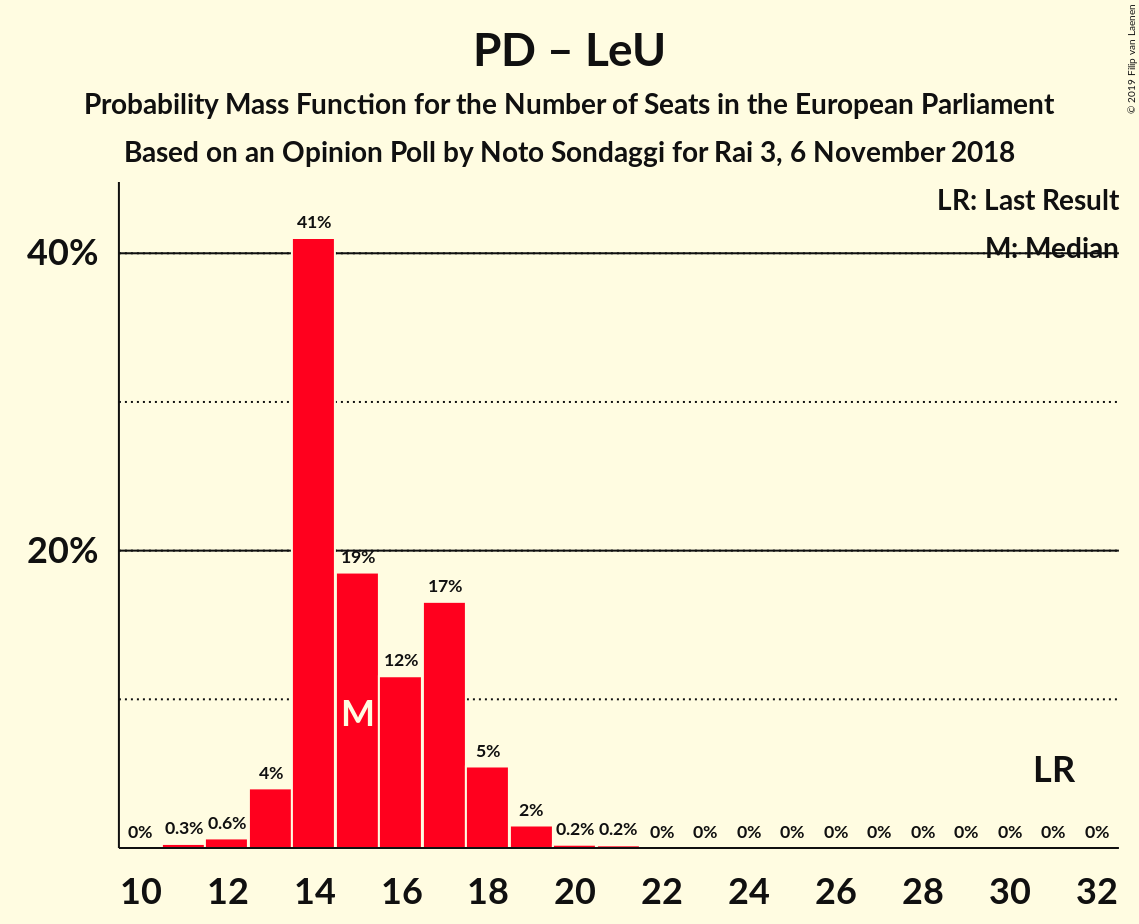 PD – LeU
Probability Mass Function for the Number of Seats in the European Parliament
Based on an Opinion Poll by Noto Sondaggi for Rai 3, 6 November 2018
© 2019 Filip van Laenen
LR: Last Result
M: Median
40%
20%
0%
0.3%
0.6%
4%
41%
19%
12%
17%
5%
2%
0.2%
0.2%
0%
0%
0%
0%
0%
0%
0%
0%
0%
0%
0%
M
LR
10 12 14 16 18 20 22 24 26 28 30 32